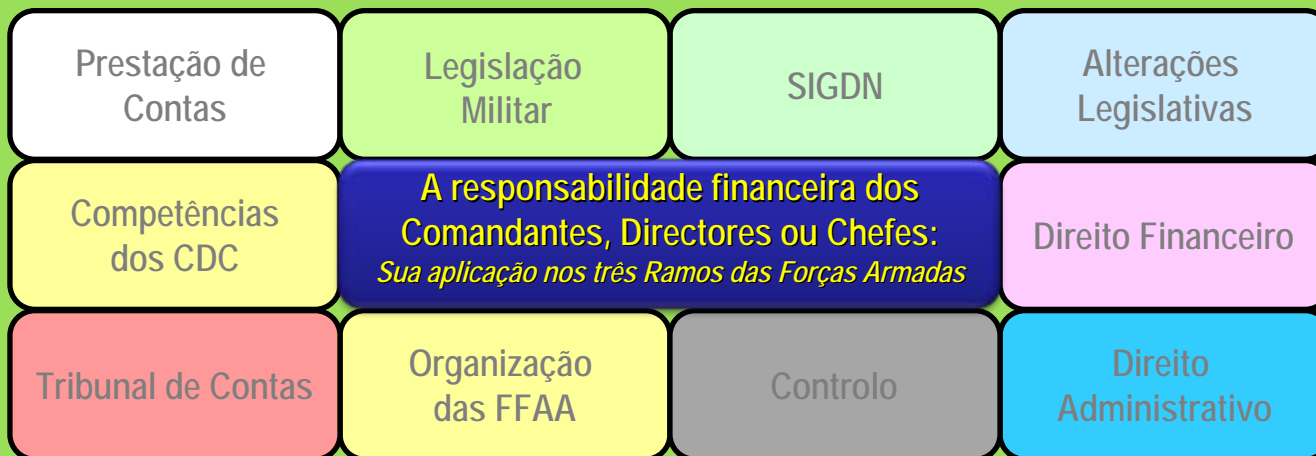 Prestação de
Contas
Legislação
Militar
SIGDN
Alterações
Legislativas
Competências
dos CDC
A responsabilidade financeira dos
Comandantes, Directores ou Chefes:
Sua aplicação nos três Ramos das Forças Armadas
Direito Financeiro
Tribunal de Contas
Organização
das FFAA
Controlo
Direito
Administrativo